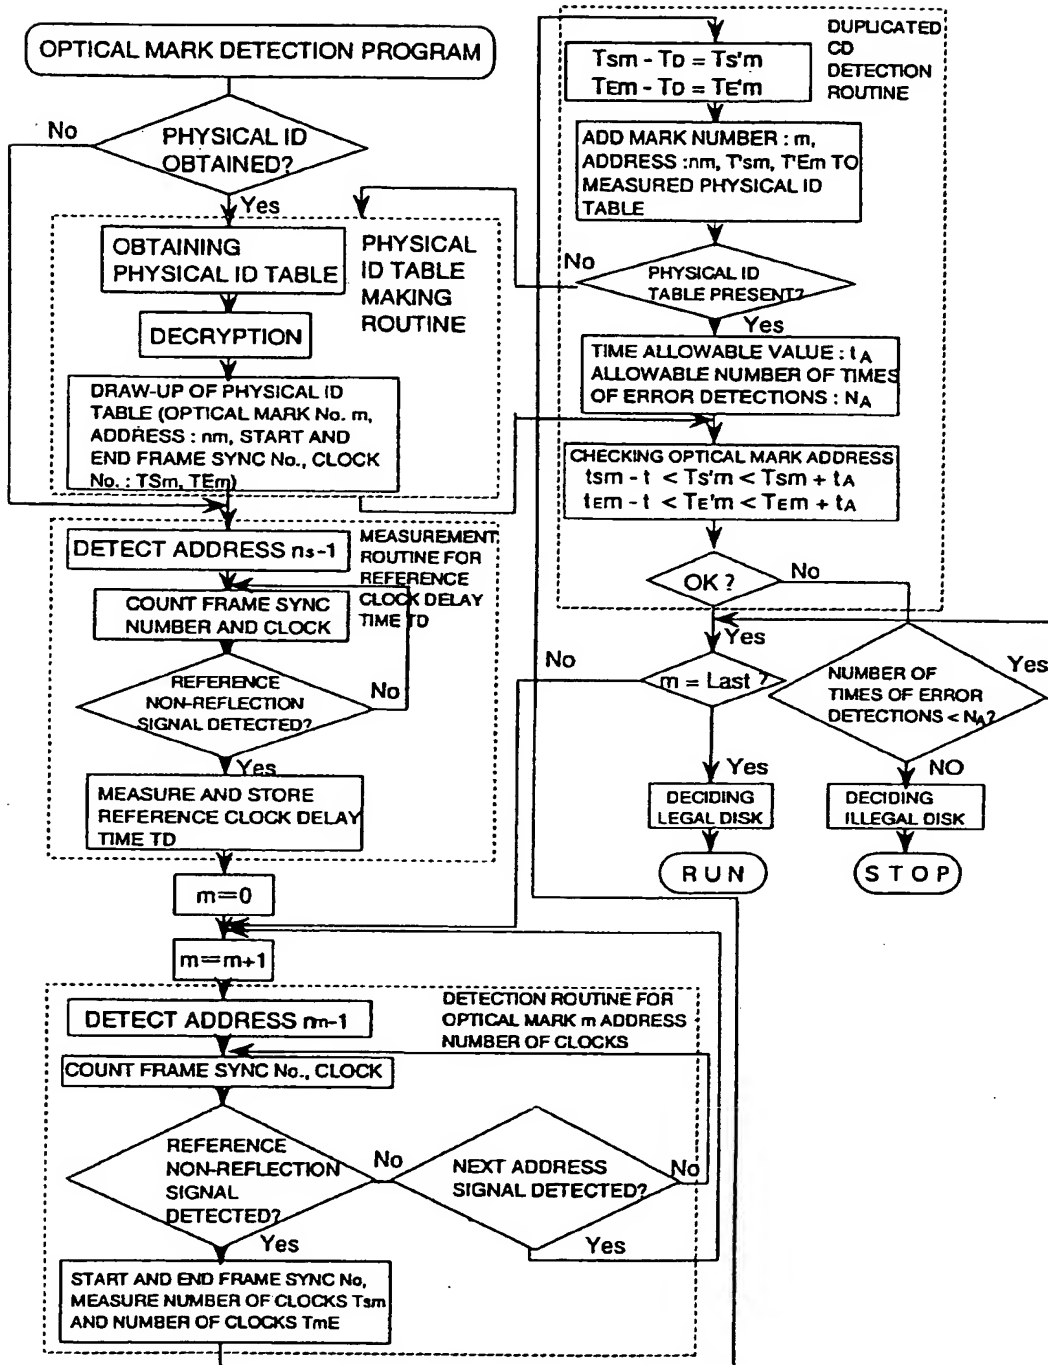 OPTICAL MARK DETECTION PROGRAM
No
PHYSICAL ID
OBTAINED?
Yes
OBTAINING
PHYSICAL ID TABLE
PHYSICAL
ID TABLE
MAKING
ROUTINE
DECRYPTION
DRAW-UP OF PHYSICAL ID
TABLE (OPTICAL MARK No. m,
ADDRESS : nm, START AND
END FRAME SYNC No., CLOCK
No. : TSm, TEm)
DETECT ADDRESS ns-1
MEASUREMENT
ROUTINE FOR
REFERENCE
CLOCK DELAY
TIME TD
COUNT FRAME SYNC
NUMBER AND CLOCK
REFERENCE
NON-REFLECTION
SIGNAL DETECTED?
No
Yes
MEASURE AND STORE
REFERENCE CLOCK DELAY
TIME TD
m=0
m=m+1
DETECTION ROUTINE FOR
OPTICAL MARK m ADDRESS
NUMBER OF CLOCKS
DETECT ADDRESS nm-1
COUNT FRAME SYNC No., CLOCK
REFERENCE
NON-REFLECTION
SIGNAL
DETECTED?
No
NEXT ADDRESS
SIGNAL DETECTED?
No
Yes
Yes
START AND END FRAME SYNC No,
MEASURE NUMBER OF CLOCKS Tsm
AND NUMBER OF CLOCKS TmE
DUPLICATED
CD
DETECTION
ROUTINE
Tsm - TD = Ts'm
TEm - TD = TE'm
ADD MARK NUMBER : m,
ADDRESS :nm, T'sm, T'Em TO
MEASURED PHYSICAL ID
TABLE
No
PHYSICAL ID
TABLE PRESENT?
Yes
TIME ALLOWABLE VALUE : tA
ALLOWABLE NUMBER OF TIMES
OF ERROR DETECTIONS : NA
CHECKING OPTICAL MARK ADDRESS
tsm - t < Ts'm < Tsm + tA
tEm - t < TE'm < TEm + tA
OK ?
No
Yes
No
m = Last ?
NUMBER OF
TIMES OF ERROR
DETECTIONS < NA?
Yes
Yes
NO
DECIDING
LEGAL DISK
DECIDING
ILLEGAL DISK
RUN
STOP